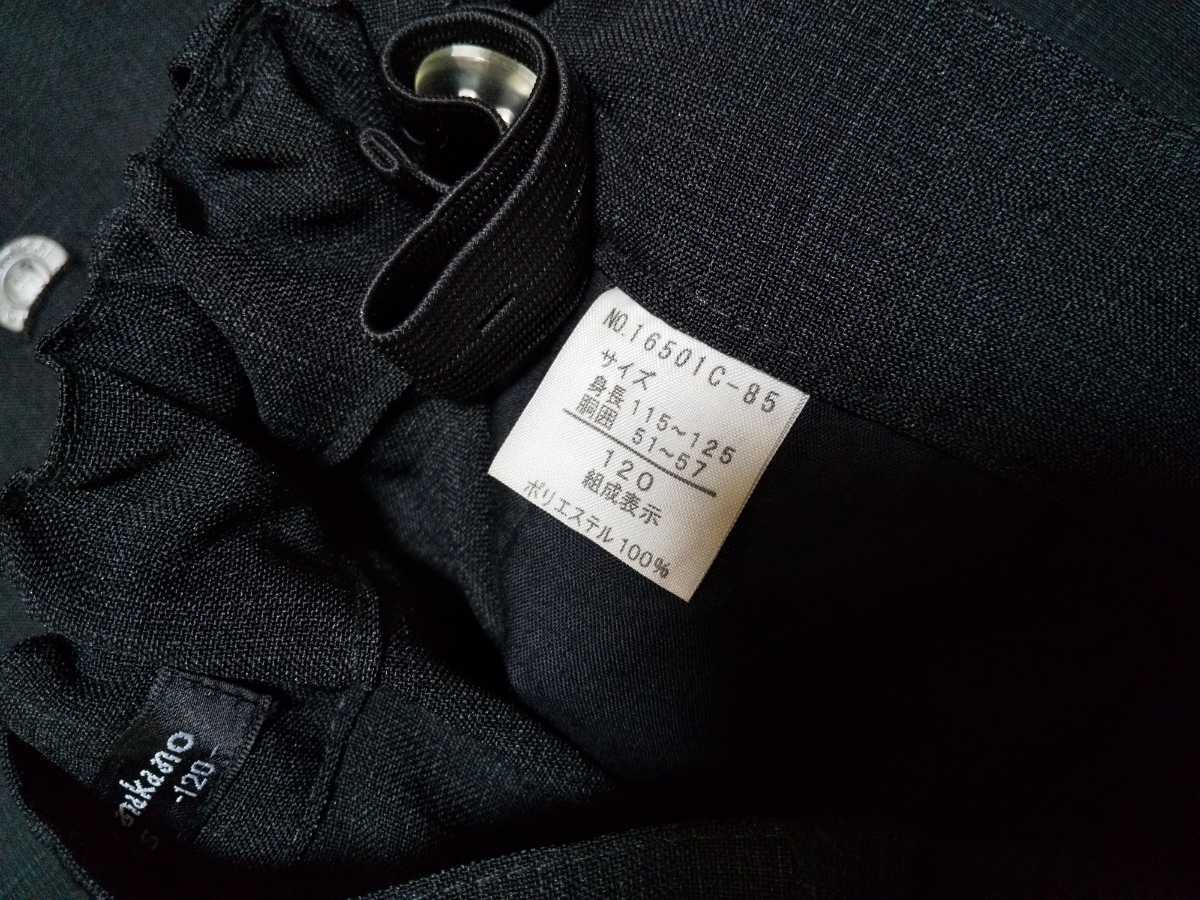 NO.16501C-85
サイズ
身長 115~125
胴囲 51~57
120
組成表示
ポリエステル100%
-120-